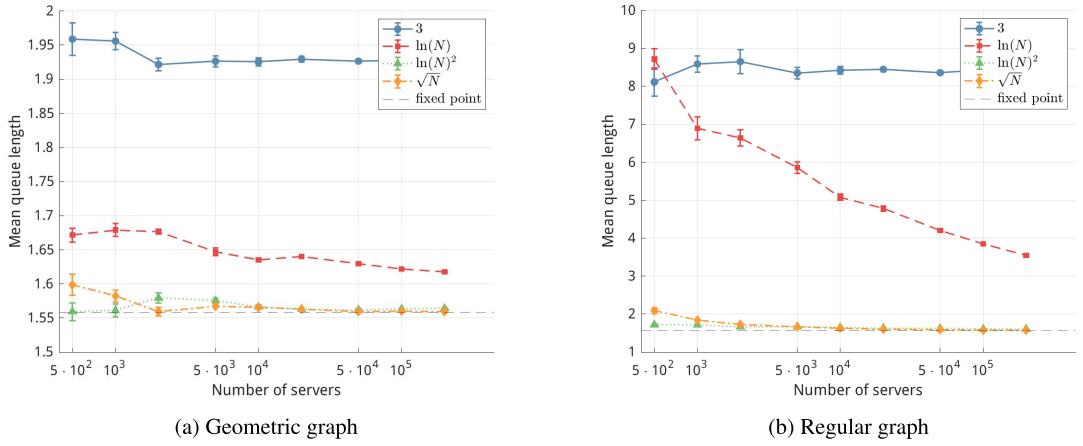 2
1.95
1.9
1.85
1.8
1.75
1.7
1.65
1.6
1.55
1.5
Mean queue length
3
ln(N)
ln(N)²
√N
fixed point
5 · 10² 10³ 5 · 10³ 10⁴ 5 · 10⁴ 10⁵
Number of servers
(a) Geometric graph
10
9
8
7
6
5
4
3
2
1
Mean queue length
3
ln(N)
ln(N)²
√N
fixed point
5 · 10² 10³ 5 · 10³ 10⁴ 5 · 10⁴ 10⁵
Number of servers
(b) Regular graph